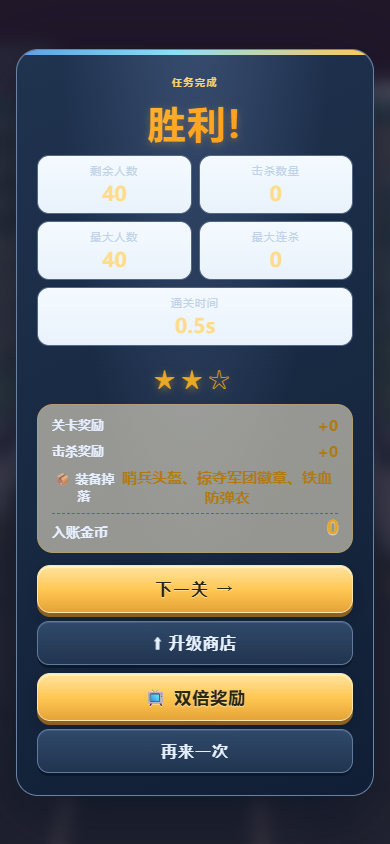 任务完成
胜利!
剩余人数 击杀数量
40 0
最大人数 最大连杀
40 0
通关时间
0.5s
★★☆
关卡奖励 +0
击杀奖励 +0
📦 装备掉落 哨兵头盔、掠夺军团徽章、铁血防弹衣
入账金币 0
下一关 →
⬆ 升级商店
📺 双倍奖励
再来一次